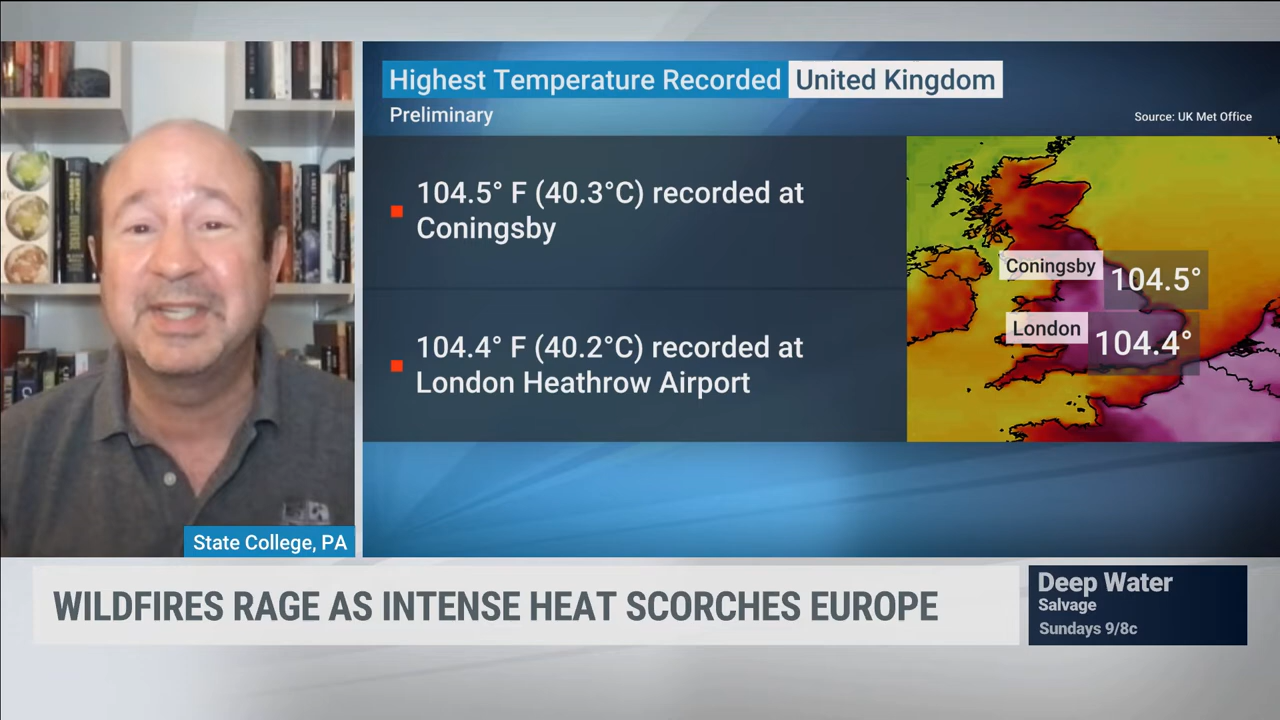 Highest Temperature Recorded United Kingdom
Preliminary
Source: UK Met Office
104.5° F (40.3°C) recorded at
Coningsby
104.4° F (40.2°C) recorded at
London Heathrow Airport
Coningsby 104.5°
London 104.4°
State College, PA
WILDFIRES RAGE AS INTENSE HEAT SCORCHES EUROPE
Deep Water
Salvage
Sundays 9/8c